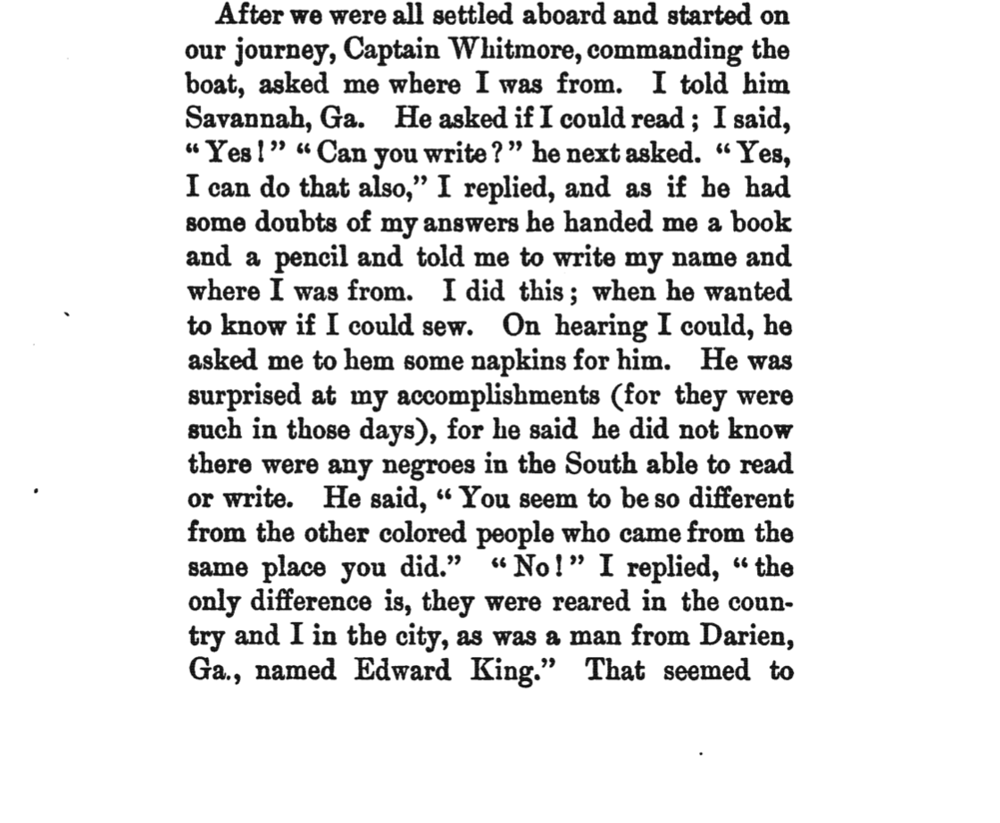 After we were all settled aboard and started on
our journey, Captain Whitmore, commanding the
boat, asked me where I was from. I told him
Savannah, Ga. He asked if I could read ; I said,
“ Yes ! ” “ Can you write ? ” he next asked. “ Yes,
I can do that also,” I replied, and as if he had
some doubts of my answers he handed me a book
and a pencil and told me to write my name and
where I was from. I did this ; when he wanted
to know if I could sew. On hearing I could, he
asked me to hem some napkins for him. He was
surprised at my accomplishments (for they were
such in those days), for he said he did not know
there were any negroes in the South able to read
or write. He said, “ You seem to be so different
from the other colored people who came from the
same place you did.” “ No ! ” I replied, “ the
only difference is, they were reared in the coun-
try and I in the city, as was a man from Darien,
Ga., named Edward King.” That seemed to